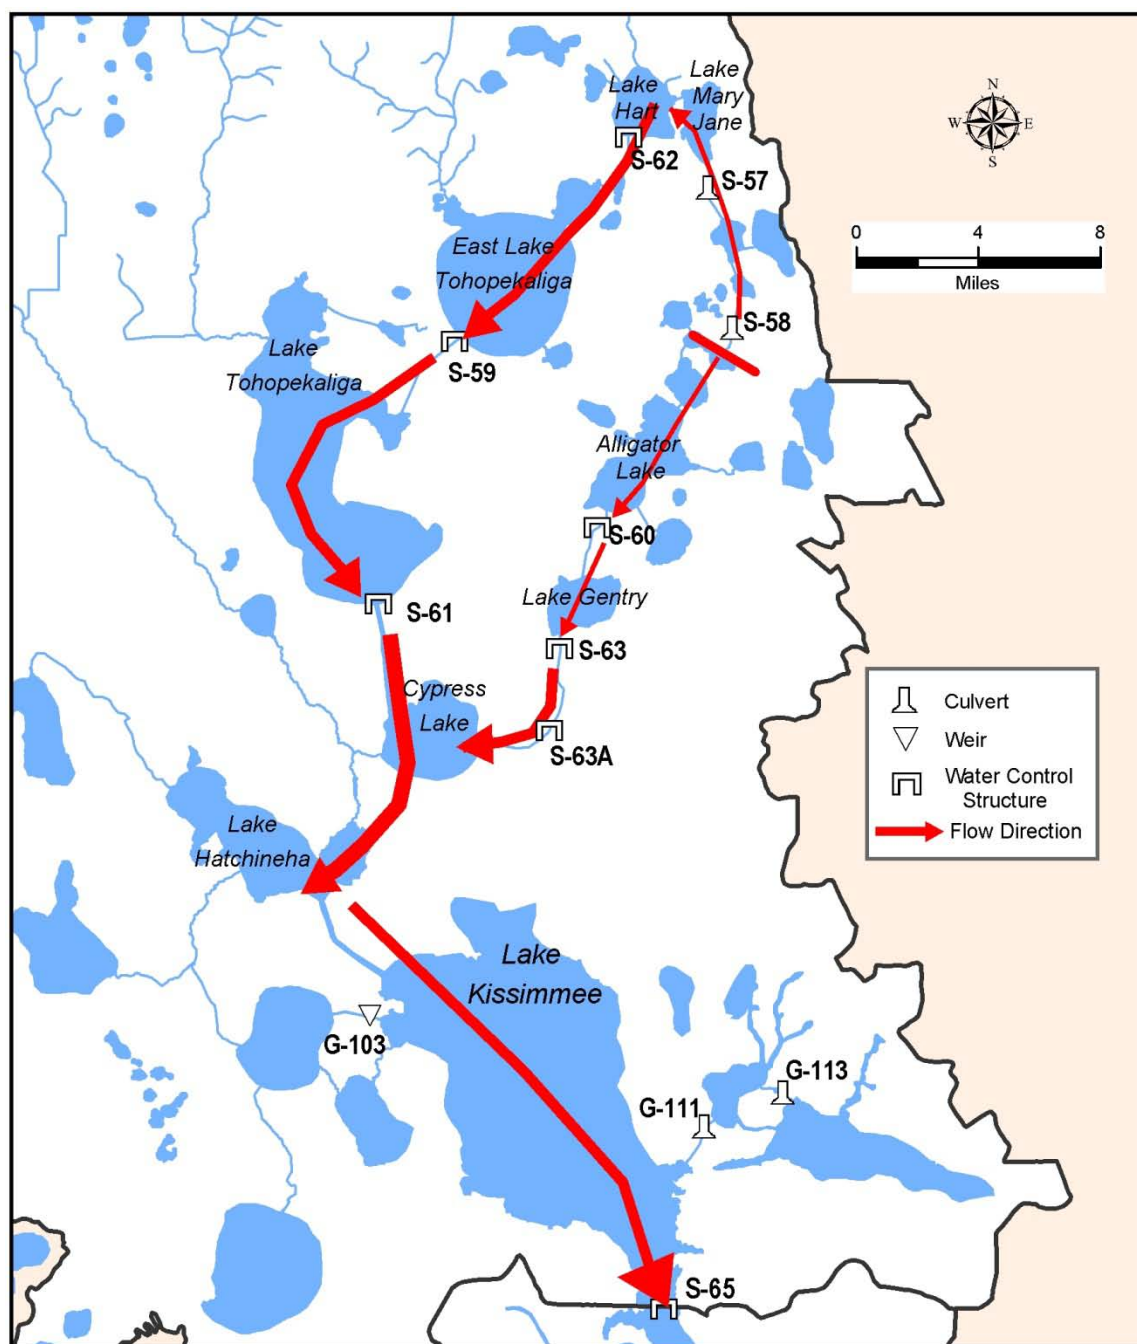 Lake
Hart
Lake
Mary
Jane
N
W
E
S
S-62
S-57
0
4
8
Miles
East Lake
Tohopekaliga
S-58
S-59
Lake
Tohopekaliga
Alligator
Lake
S-60
Lake Gentry
S-61
S-63
Cypress
Lake
S-63A
Culvert
Weir
Water Control
Structure
Flow Direction
Lake
Hatchineha
Lake
Kissimmee
G-103
G-113
G-111
S-65